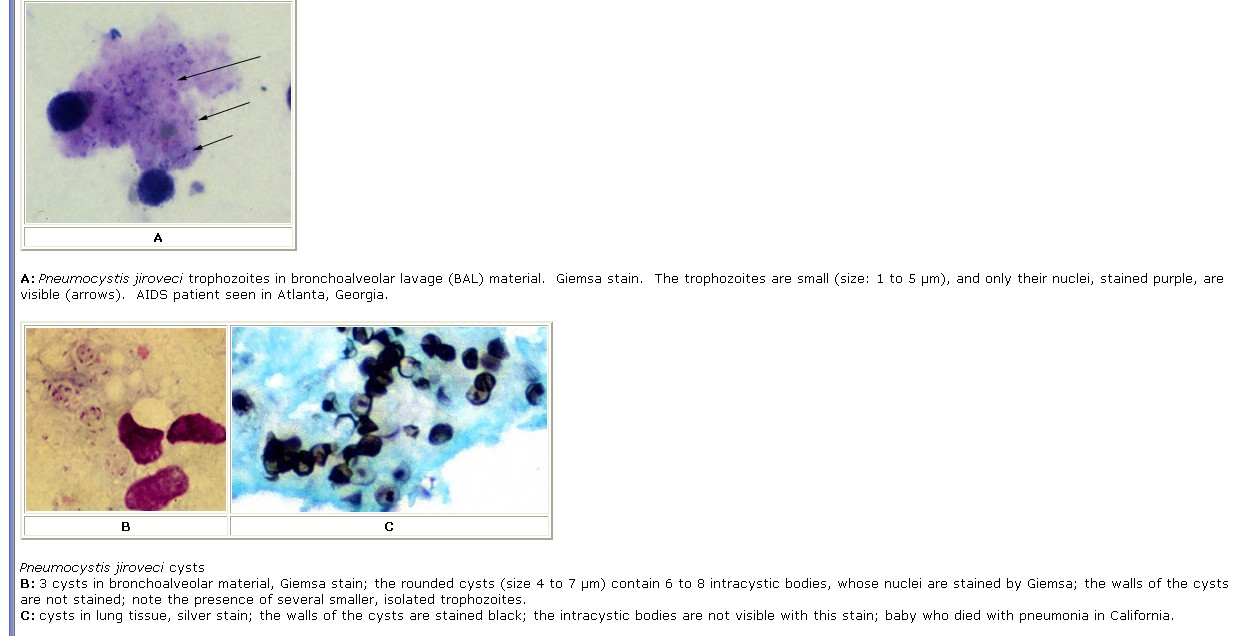 A
A: Pneumocystis jiroveci trophozoites in bronchoalveolar lavage (BAL) material. Giemsa stain. The trophozoites are small (size: 1 to 5 µm), and only their nuclei, stained purple, are
visible (arrows). AIDS patient seen in Atlanta, Georgia.
B C
Pneumocystis jiroveci cysts
B: 3 cysts in bronchoalveolar material, Giemsa stain; the rounded cysts (size 4 to 7 µm) contain 6 to 8 intracystic bodies, whose nuclei are stained by Giemsa; the walls of the cysts
are not stained; note the presence of several smaller, isolated trophozoites.
C: cysts in lung tissue, silver stain; the walls of the cysts are stained black; the intracystic bodies are not visible with this stain; baby who died with pneumonia in California.